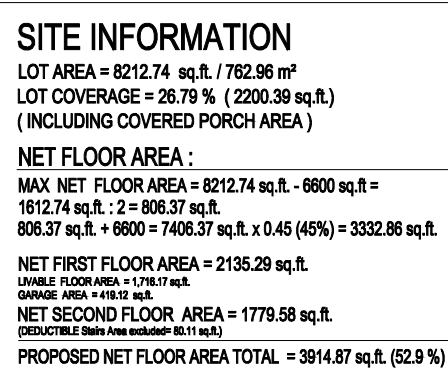 SITE INFORMATION
LOT AREA = 8212.74 sq.ft. / 762.96 m²
LOT COVERAGE = 26.79 % ( 2200.39 sq.ft.)
( INCLUDING COVERED PORCH AREA )
NET FLOOR AREA :
MAX NET FLOOR AREA = 8212.74 sq.ft. - 6600 sq.ft =
1612.74 sq.ft. : 2 = 806.37 sq.ft.
806.37 sq.ft. + 6600 = 7406.37 sq.ft. x 0.45 (45%) = 3332.86 sq.ft.
NET FIRST FLOOR AREA = 2135.29 sq.ft.
LIVABLE FLOOR AREA = 1,716.17 sq.ft.
GARAGE AREA = 419.12 sq.ft.
NET SECOND FLOOR AREA = 1779.58 sq.ft.
(DEDUCTIBLE Stairs Area excluded= 80.11 sq.ft.)
PROPOSED NET FLOOR AREA TOTAL = 3914.87 sq.ft. (52.9 %)